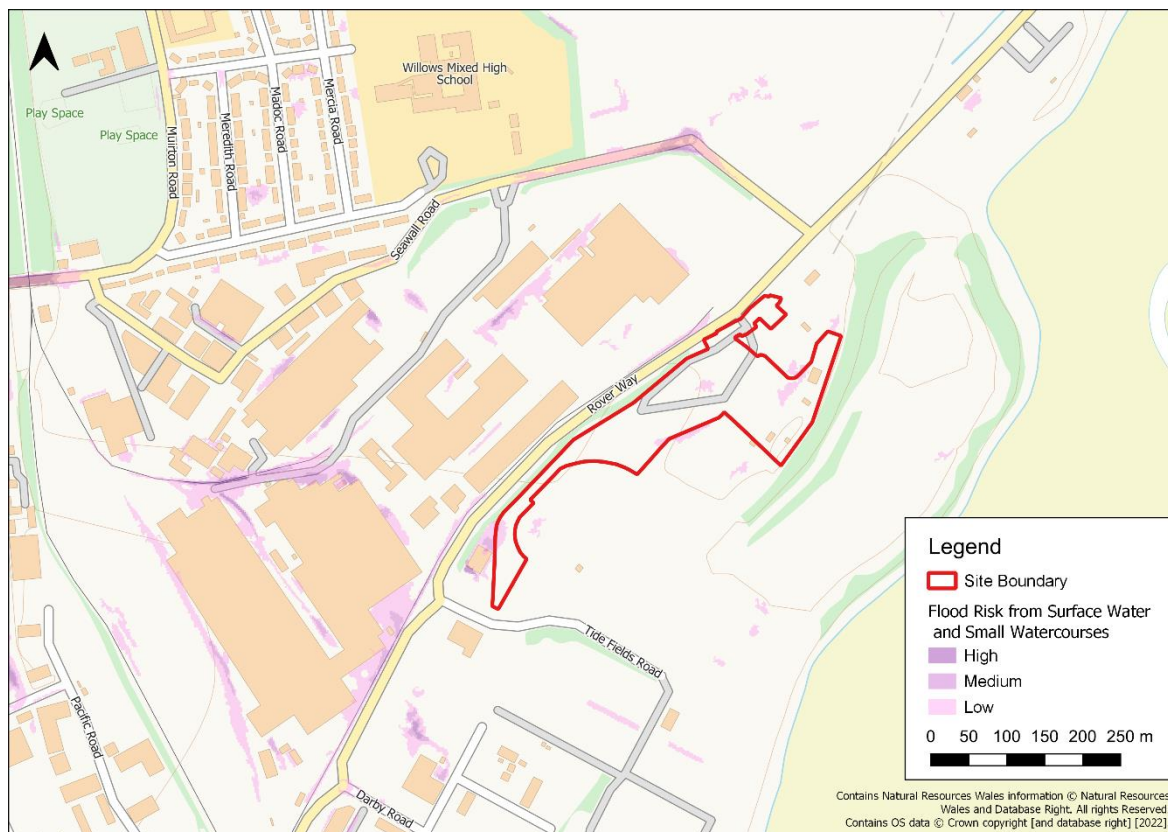 Willows Mixed High
School
Play Space
Play Space
Muirton Road
Meredith Road
Madoc Road
Mercia Road
Seawall Road
Rover Way
Tide Fields Road
Pacific Road
Darby Road
Legend
Site Boundary
Flood Risk from Surface Water
and Small Watercourses
High
Medium
Low
0 50 100 150 200 250 m
Contains Natural Resources Wales information © Natural Resources
Wales and Database Right. All rights Reserved
Contains OS data © Crown copyright [and database right] [2022]